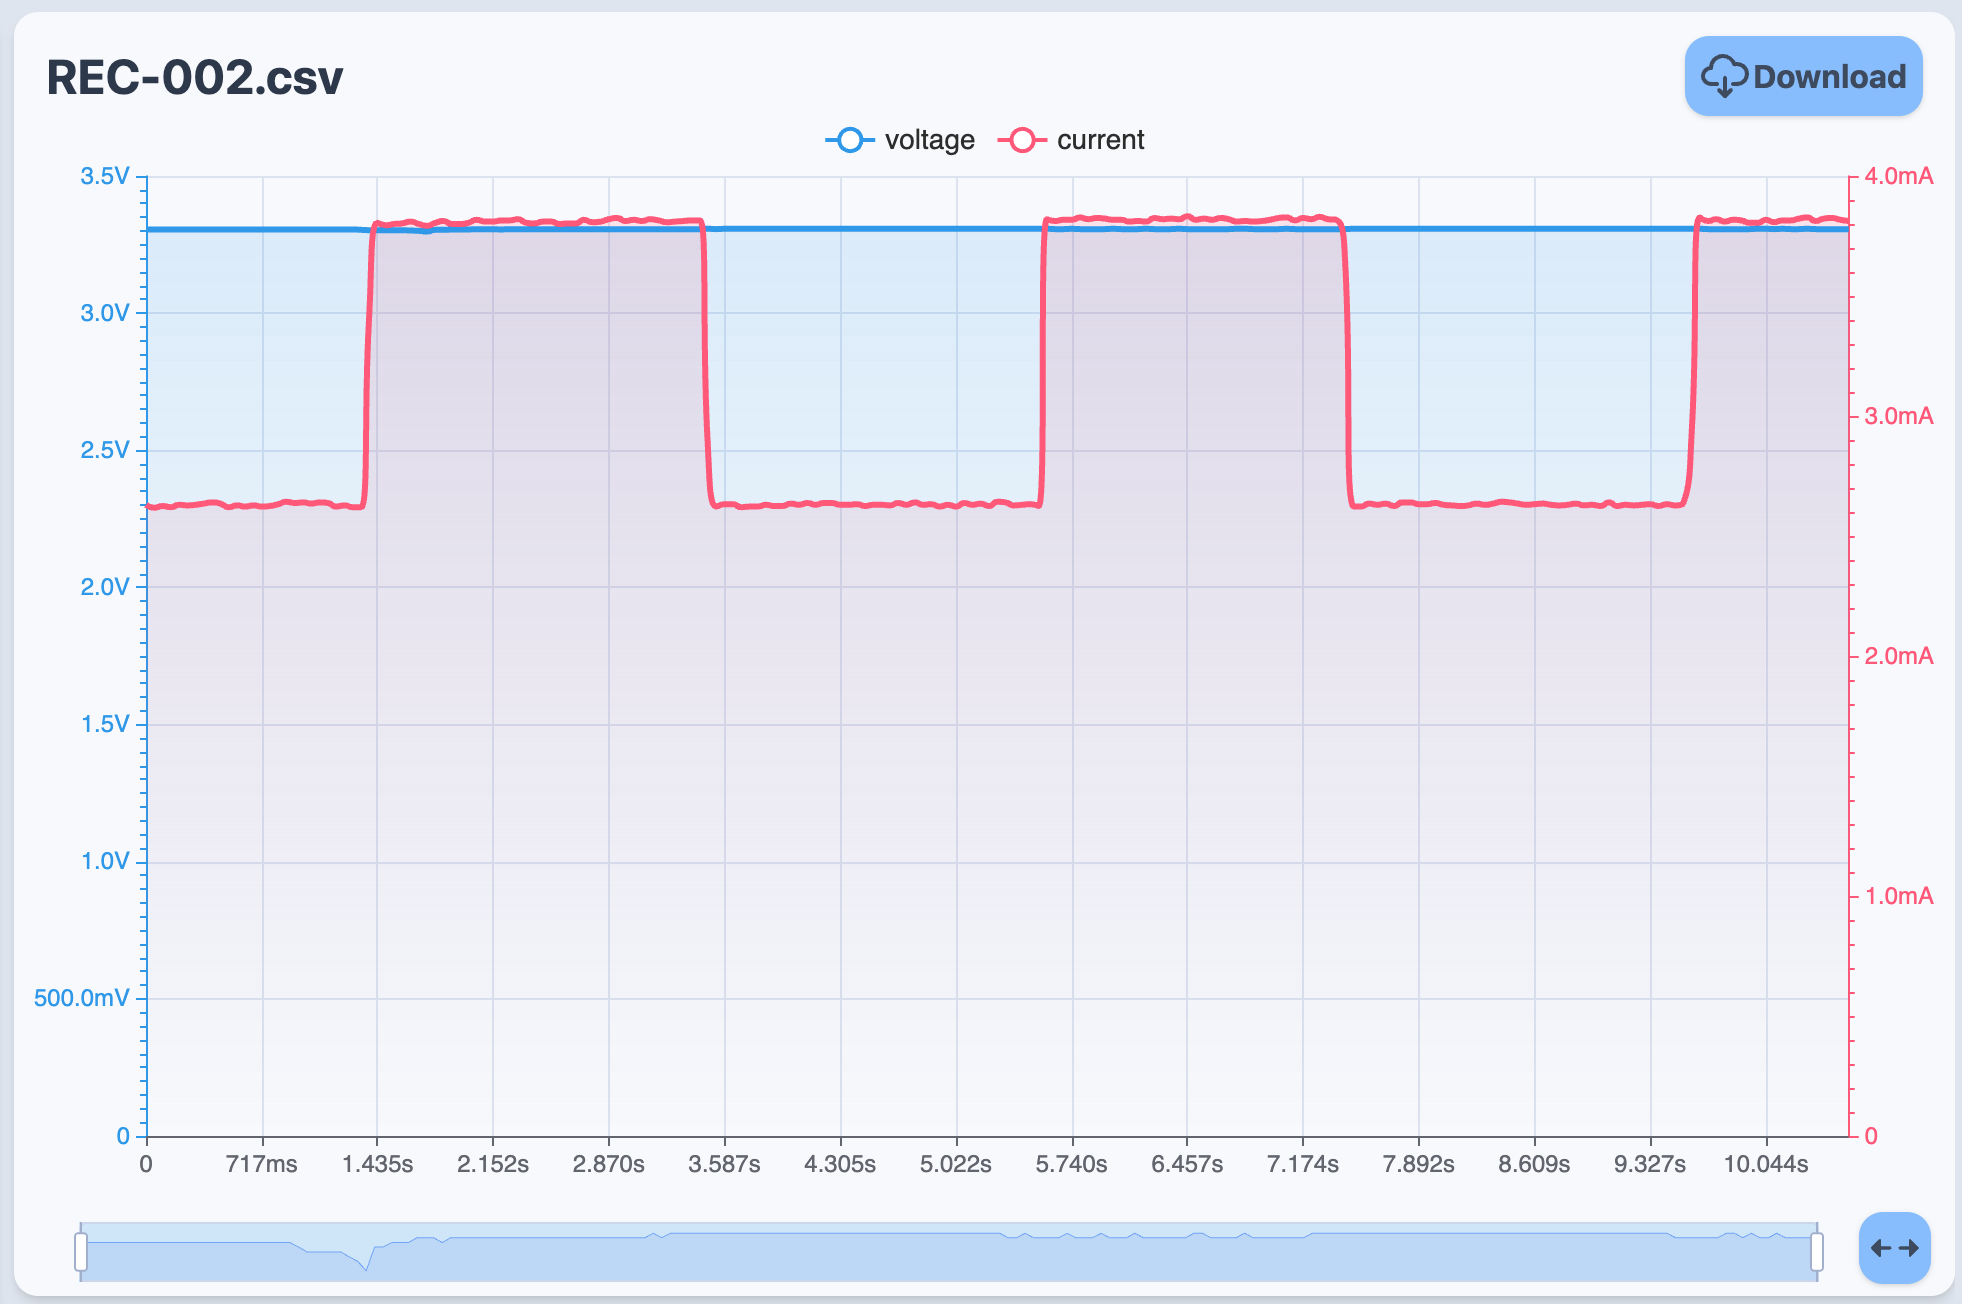 REC-002.csv
Download
voltage current
3.5V
3.0V
2.5V
2.0V
1.5V
1.0V
500.0mV
0
4.0mA
3.0mA
2.0mA
1.0mA
0
0 717ms 1.435s 2.152s 2.870s 3.587s 4.305s 5.022s 5.740s 6.457s 7.174s 7.892s 8.609s 9.327s 10.044s